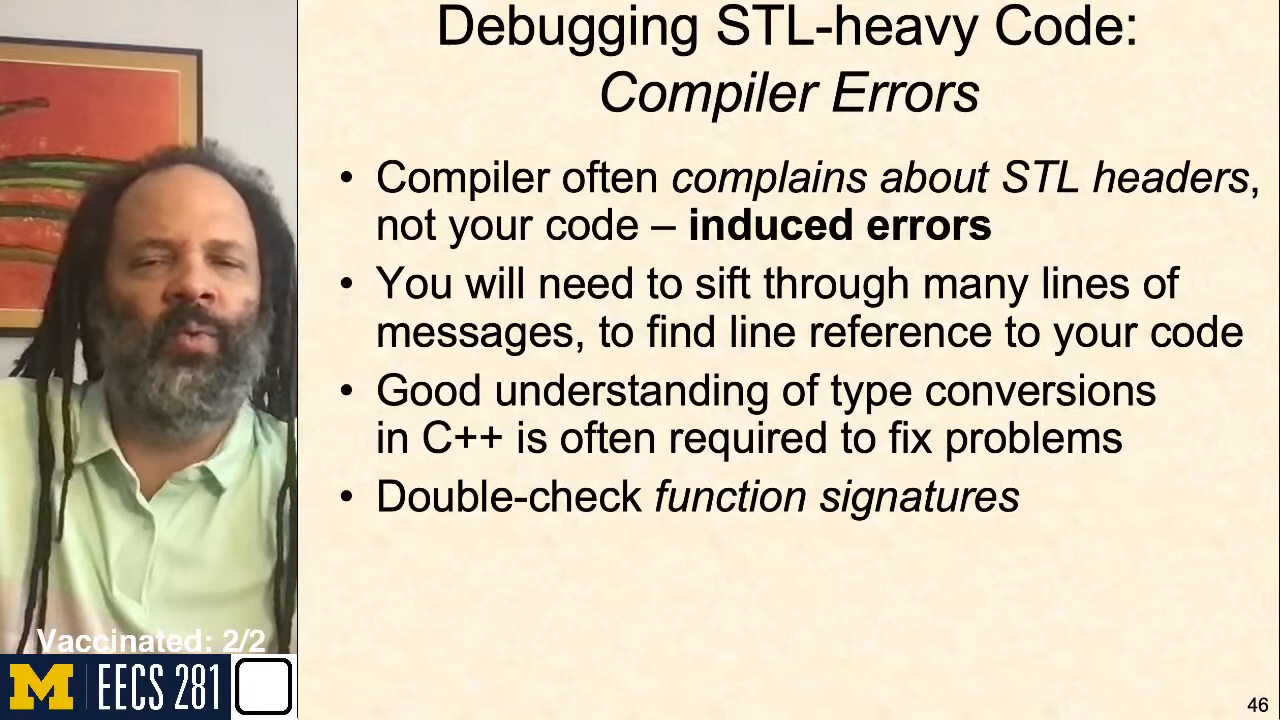 Debugging STL-heavy Code:
Compiler Errors
• Compiler often complains about STL headers,
not your code – induced errors
• You will need to sift through many lines of
messages, to find line reference to your code
• Good understanding of type conversions
in C++ is often required to fix problems
• Double-check function signatures
Vaccinated: 2/2
M EECS 281
46